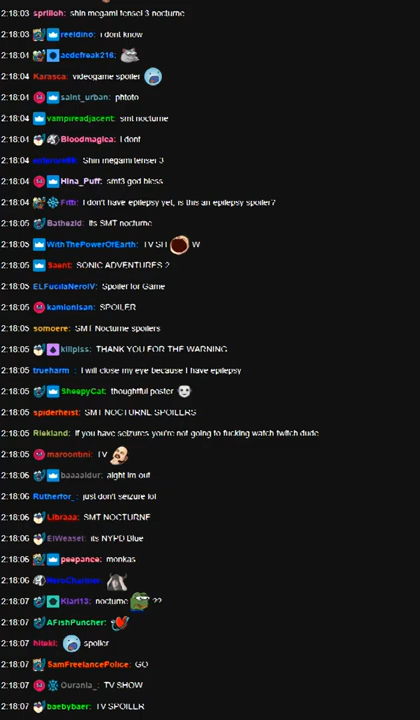 2:18:03 sprilloh: shin megami tensei 3 nocturne
2:18:03 reeldino: i dont know
2:18:04 acdcfreak216:
2:18:04 Karasca: videogame spoiler
2:18:04 saint_urban: phtoto
2:18:04 vampireadjacent: smt nocturne
2:18:04 Bloodmagica: I dont
2:18:04 Shin megami tensei 3
2:18:04 Hina_Puff: smt3 god bless
2:18:04 Fitti: I don't have epilepsy yet, is this an epilepsy spoiler?
2:18:05 Bathezid: its SMT nocturne
2:18:05 WithThePowerOfEarth: TV SH W
2:18:05 Saent: SONIC ADVENTURES 2
2:18:05 ELFucilaNeroIV: Spoiler for Game
2:18:05 kamionisan: SPOILER
2:18:05 somoere: SMT Nocturne spoilers
2:18:05 killpiss: THANK YOU FOR THE WARNING
2:18:05 trueharm: I will close my eye because I have epilepsy
2:18:05 SheepyCat: thoughtful poster
2:18:05 spiderheist: SMT NOCTURNE SPOILERS
2:18:05 Riekland: if you have seizures you're not going to fucking watch twitch dude
2:18:05 maroontini: TV
2:18:06 baaaaldur: aight im out
2:18:06 Rutherfor_: just don't seizure lol
2:18:06 Libraaa: SMT NOCTURNE
2:18:06 ElWeasel: its NYPD Blue
2:18:06 peepance: monkas
2:18:06 HeroCharmer:
2:18:07 Klari13: nocturne ??
2:18:07 AFishPuncher:
2:18:07 hiteki: spoiler
2:18:07 SamFreelancePolice: GO
2:18:07 Ourania_: TV SHOW
2:18:07 baebybaer: TV SPOILER